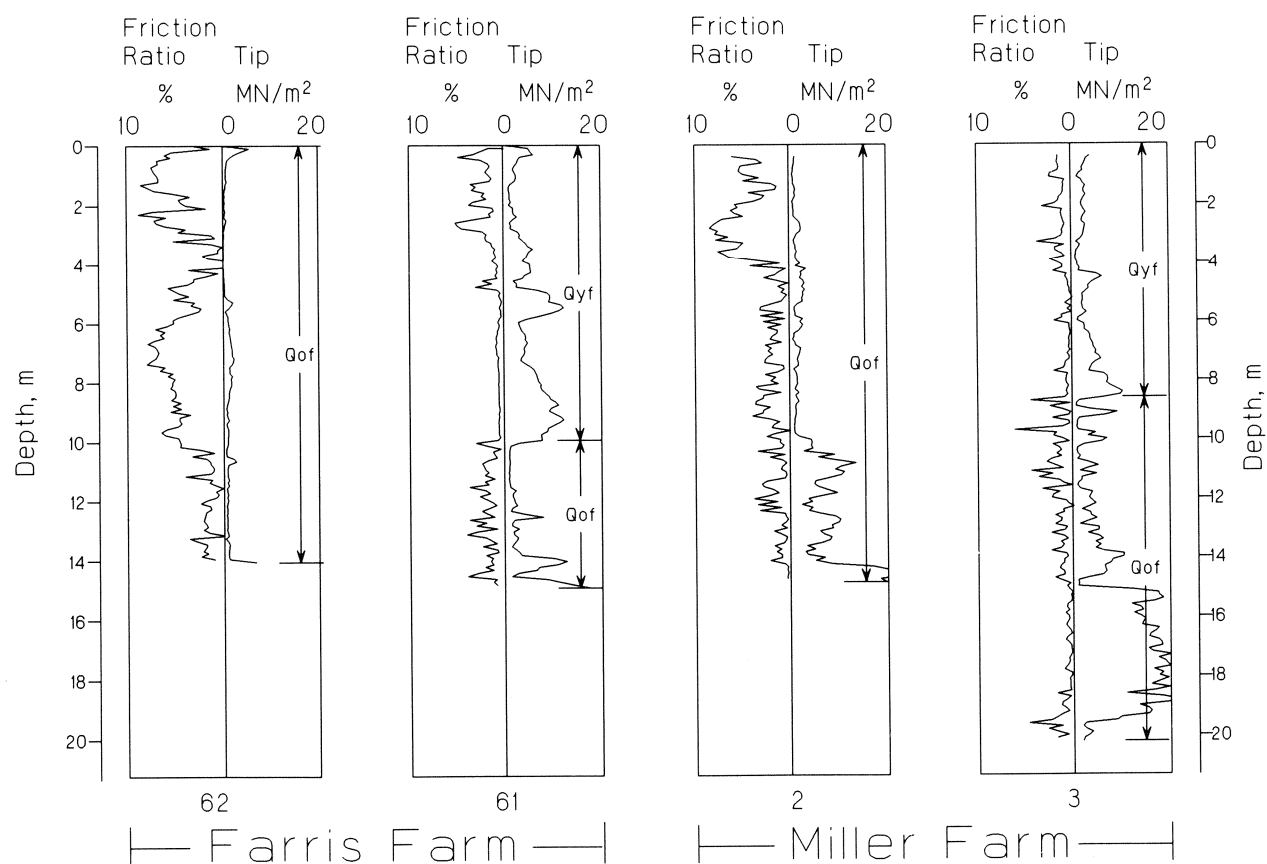 Friction Friction Friction Friction
Ratio Tip Ratio Tip Ratio Tip Ratio Tip
% MN/m² % MN/m² % MN/m² % MN/m²
10 0 20 10 0 20 10 0 20 10 0 20
0 0
2 2
4 4
Qyf
Qyf
6 6
Qof Qof
8 8
Depth, m Depth, m
10 10
12 12
Qof
14 14
Qof
16 16
18 18
20 20
62 61 2 3
Farris Farm Miller Farm